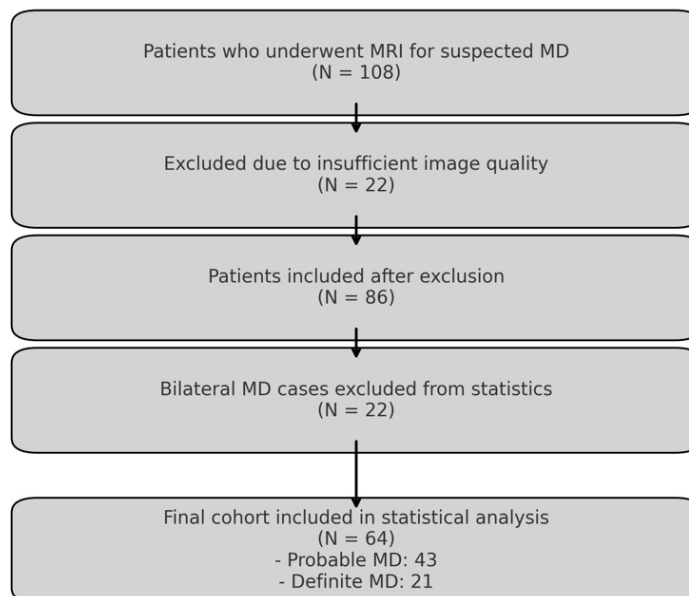 Patients who underwent MRI for suspected MD
(N = 108)
Excluded due to insufficient image quality
(N = 22)
Patients included after exclusion
(N = 86)
Bilateral MD cases excluded from statistics
(N = 22)
Final cohort included in statistical analysis
(N = 64)
- Probable MD: 43
- Definite MD: 21